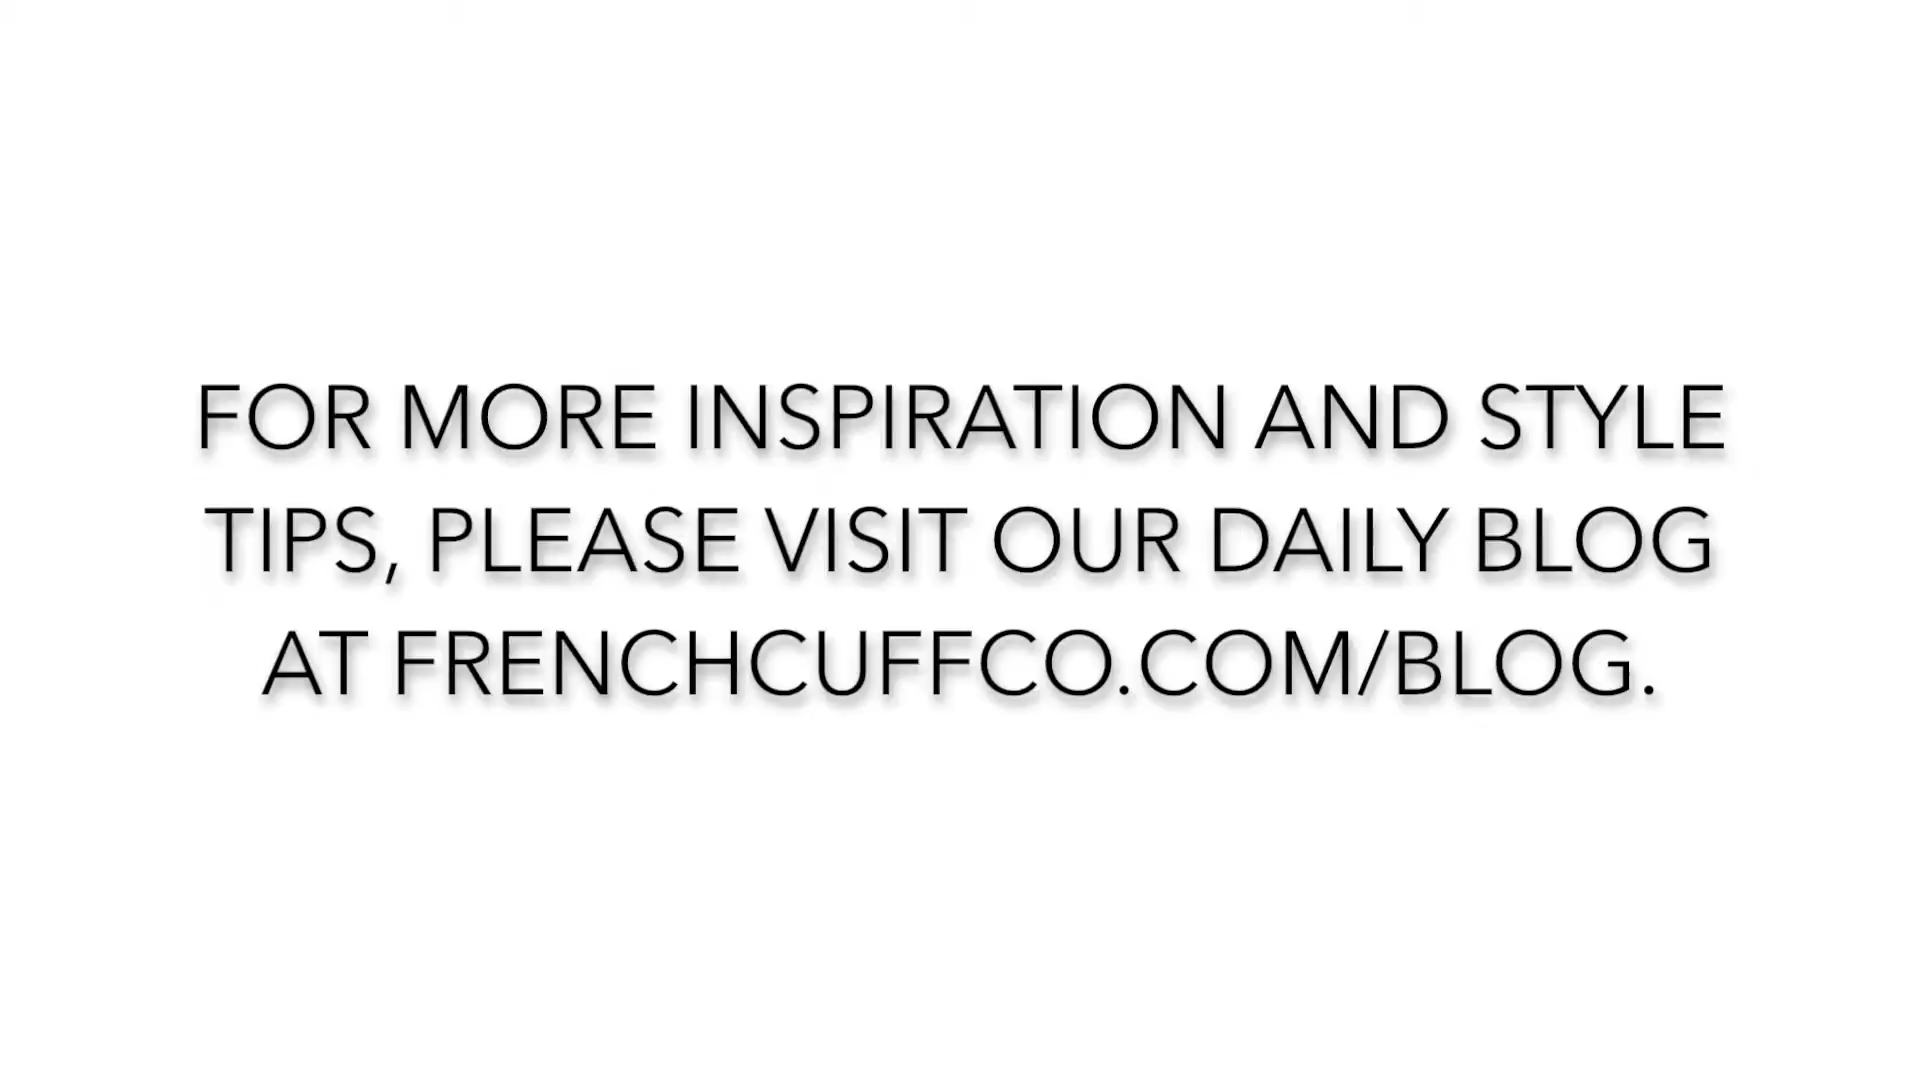 FOR MORE INSPIRATION AND STYLE
TIPS, PLEASE VISIT OUR DAILY BLOG
AT FRENCHCUFFCO.COM/BLOG.